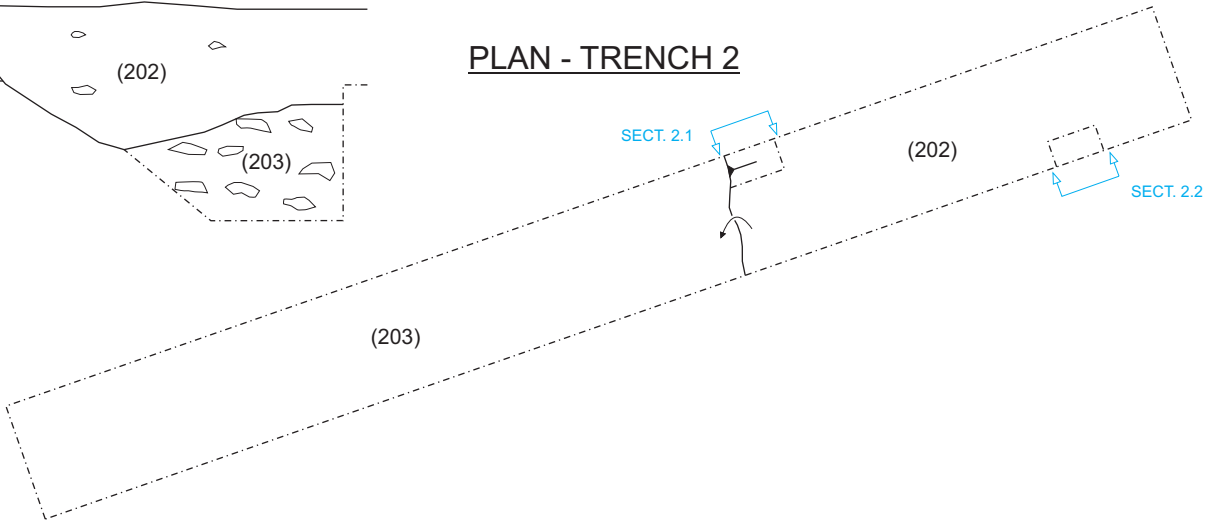 PLAN - TRENCH 2
(202)
SECT. 2.1
(202)
(203)
SECT. 2.2
(203)